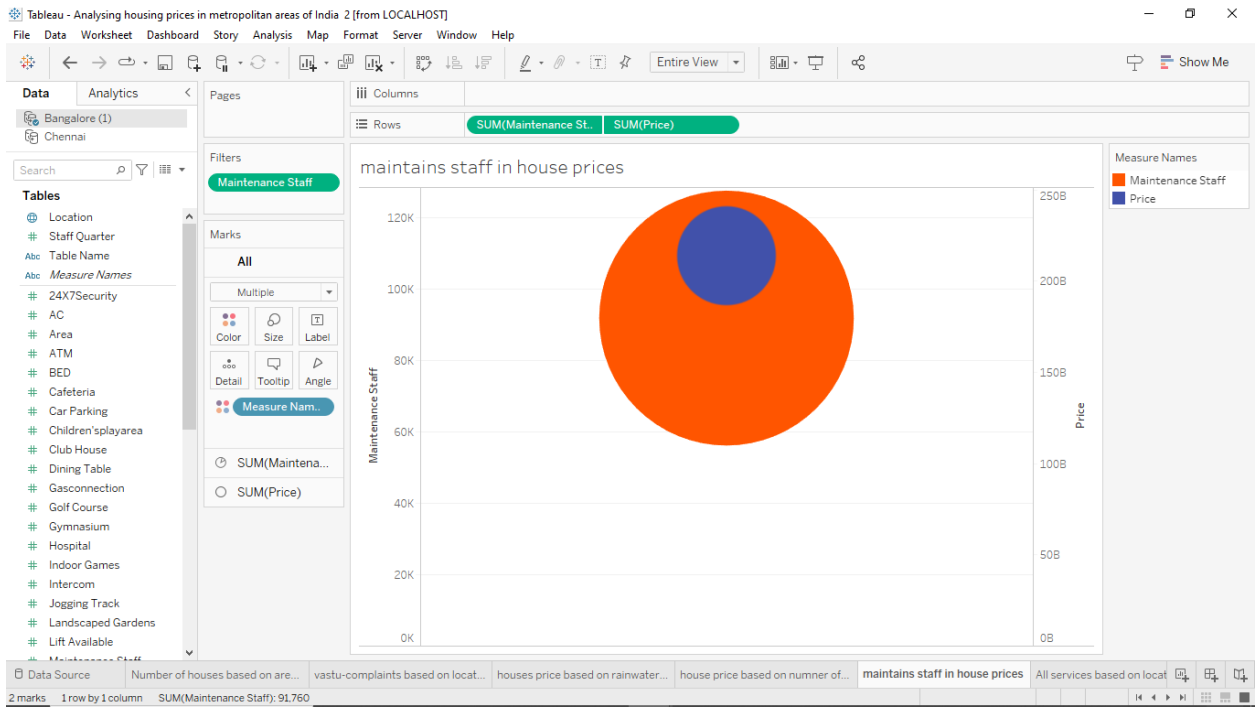 Tableau - Analysing housing prices in metropolitan areas of India 2 [from LOCALHOST]
File Data Worksheet Dashboard Story Analysis Map Format Server Window Help
Entire View
Show Me
Data Analytics
Bangalore (1)
Chennai
Search
Tables
Location
Staff Quarter
Abc Table Name
Abc Measure Names
# 24X7Security
# AC
# Area
# ATM
# BED
# Cafeteria
# Car Parking
# Children'splayarea
# Club House
# Dining Table
# Gasconnection
# Golf Course
# Gymnasium
# Hospital
# Indoor Games
# Intercom
# Jogging Track
# Landscaped Gardens
# Lift Available
# Maintenance Staff
Pages
Filters
Maintenance Staff
Marks
All
Multiple
Color Size Label
Detail Tooltip Angle
Measure Nam..
SUM(Maintena...
SUM(Price)
iii Columns
Rows
SUM(Maintenance St.. SUM(Price)
maintains staff in house prices
120K
100K
80K
60K
40K
20K
0K
Maintenance Staff
250B
200B
150B
100B
50B
0B
Price
Measure Names
Maintenance Staff
Price
Data Source Number of houses based on are... vastu-complaints based on locat... houses price based on rainwater... house price based on numner of... maintains staff in house prices All services based on locat
2 marks 1 row by 1 column SUM(Maintenance Staff): 91,760